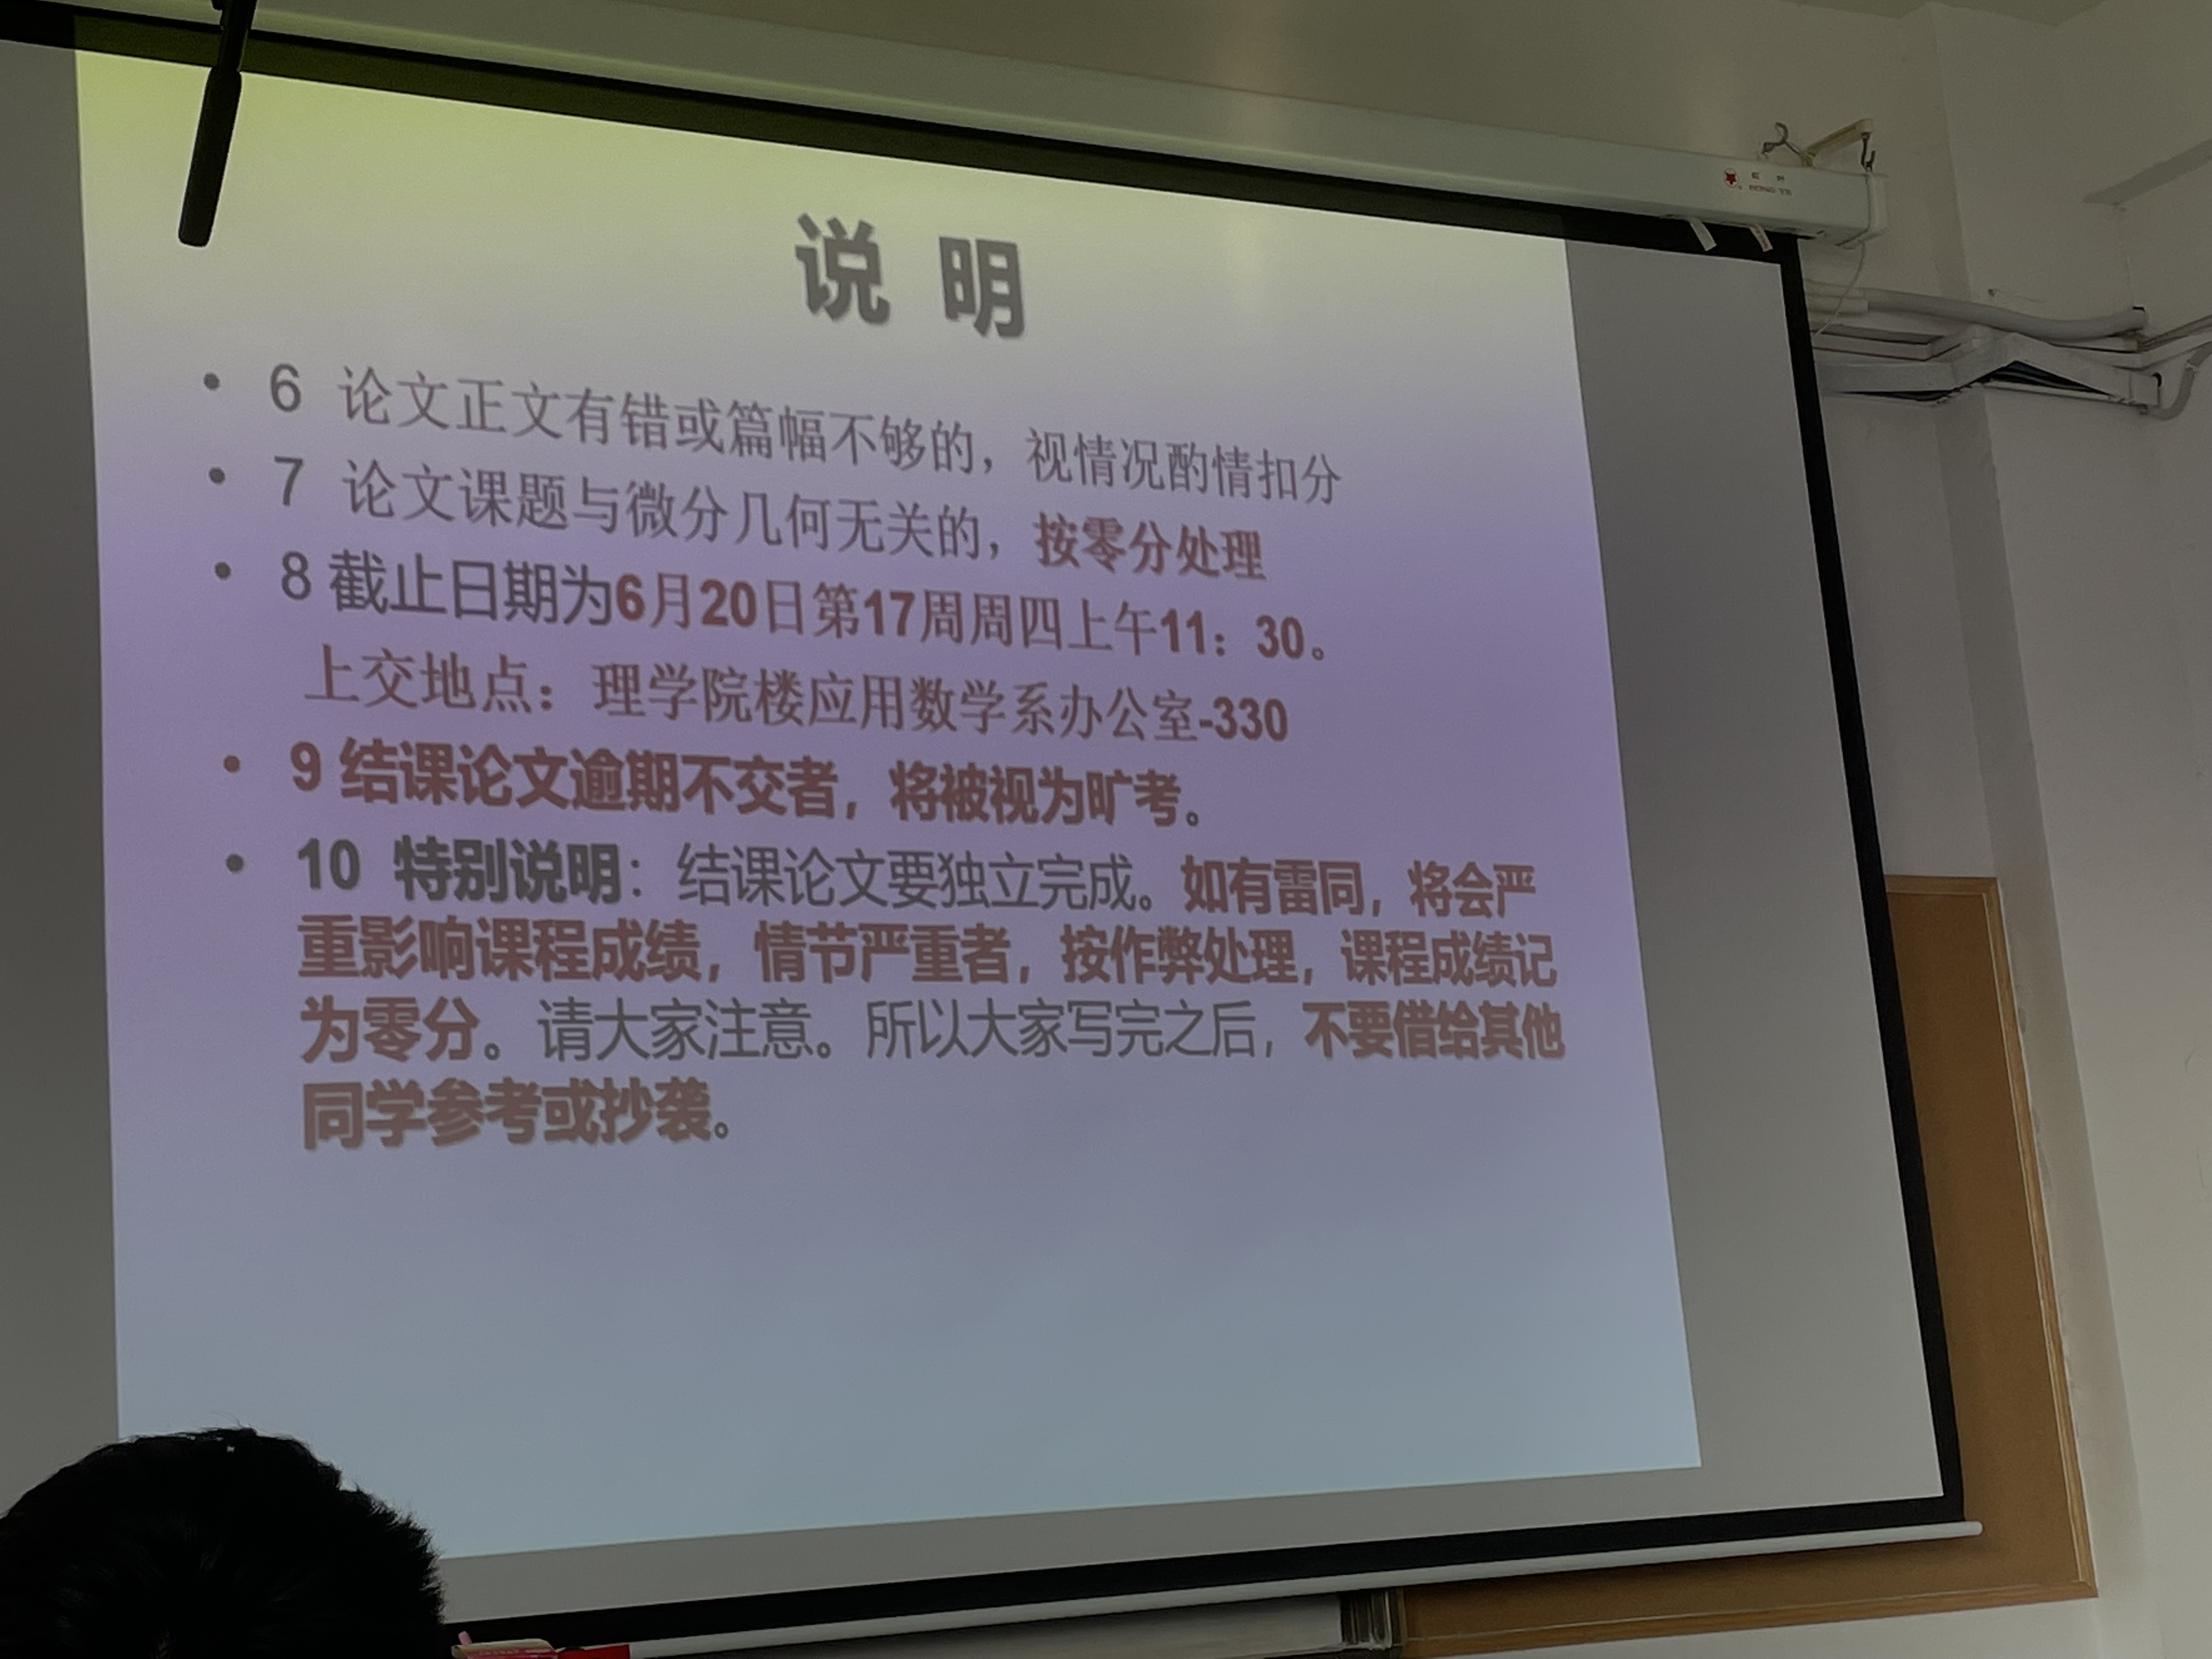 说 明
• 6 论文正文有错或篇幅不够的，视情况酌情扣分
• 7 论文课题与微分几何无关的，按零分处理
• 8 截止日期为6月20日第17周周四上午11：30。
上交地点：理学院楼应用数学系办公室-330
• 9 结课论文逾期不交者，将被视为旷考。
• 10 特别说明：结课论文要独立完成。如有雷同，将会严
重影响课程成绩，情节严重者，按作弊处理，课程成绩记
为零分。请大家注意。所以大家写完之后，不要借给其他
同学参考或抄袭。